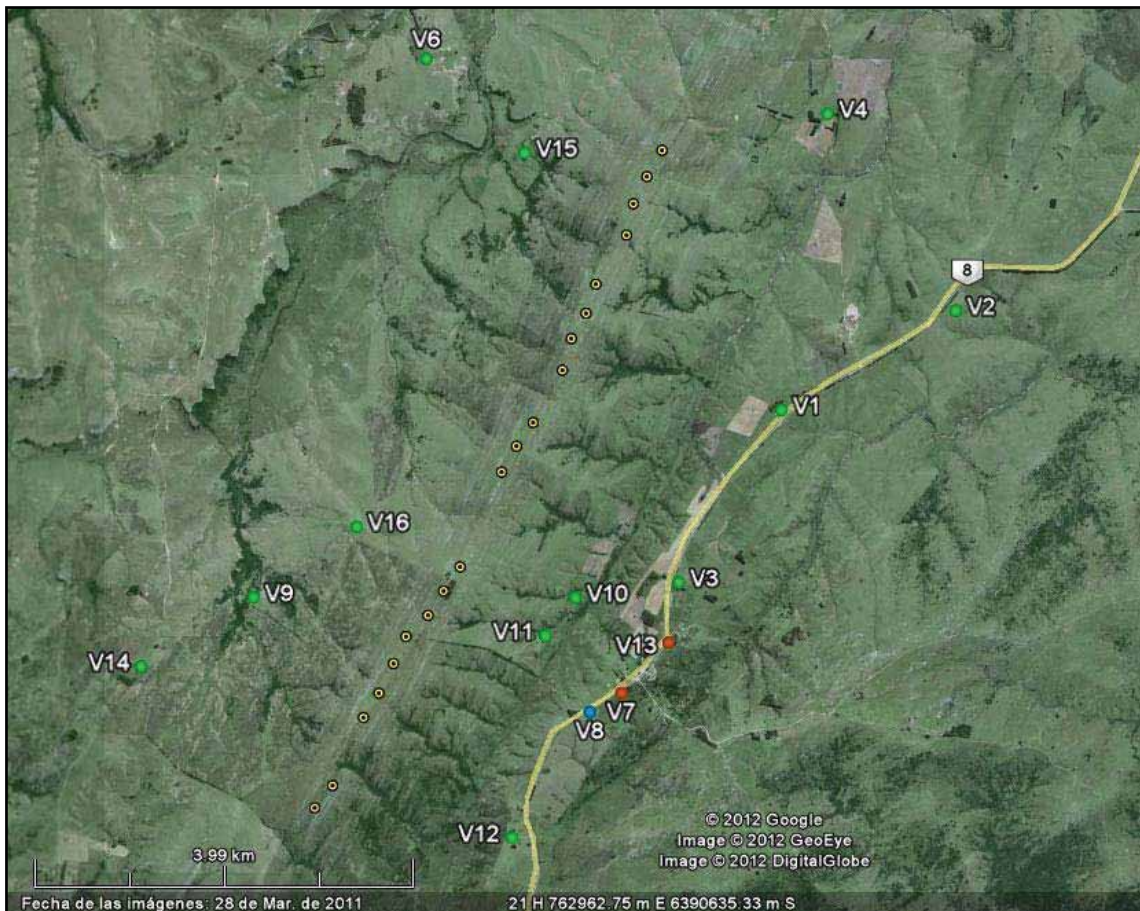 V6
V4
V15
8
V2
V1
V16
V3
V9
V10
V11
V13
V14
V7
V8
V12
© 2012 Google
Image © 2012 GeoEye
Image © 2012 DigitalGlobe
3.99 km
Fecha de las imágenes: 28 de Mar. de 2011
21 H 762962.75 m E 6390635.33 m S